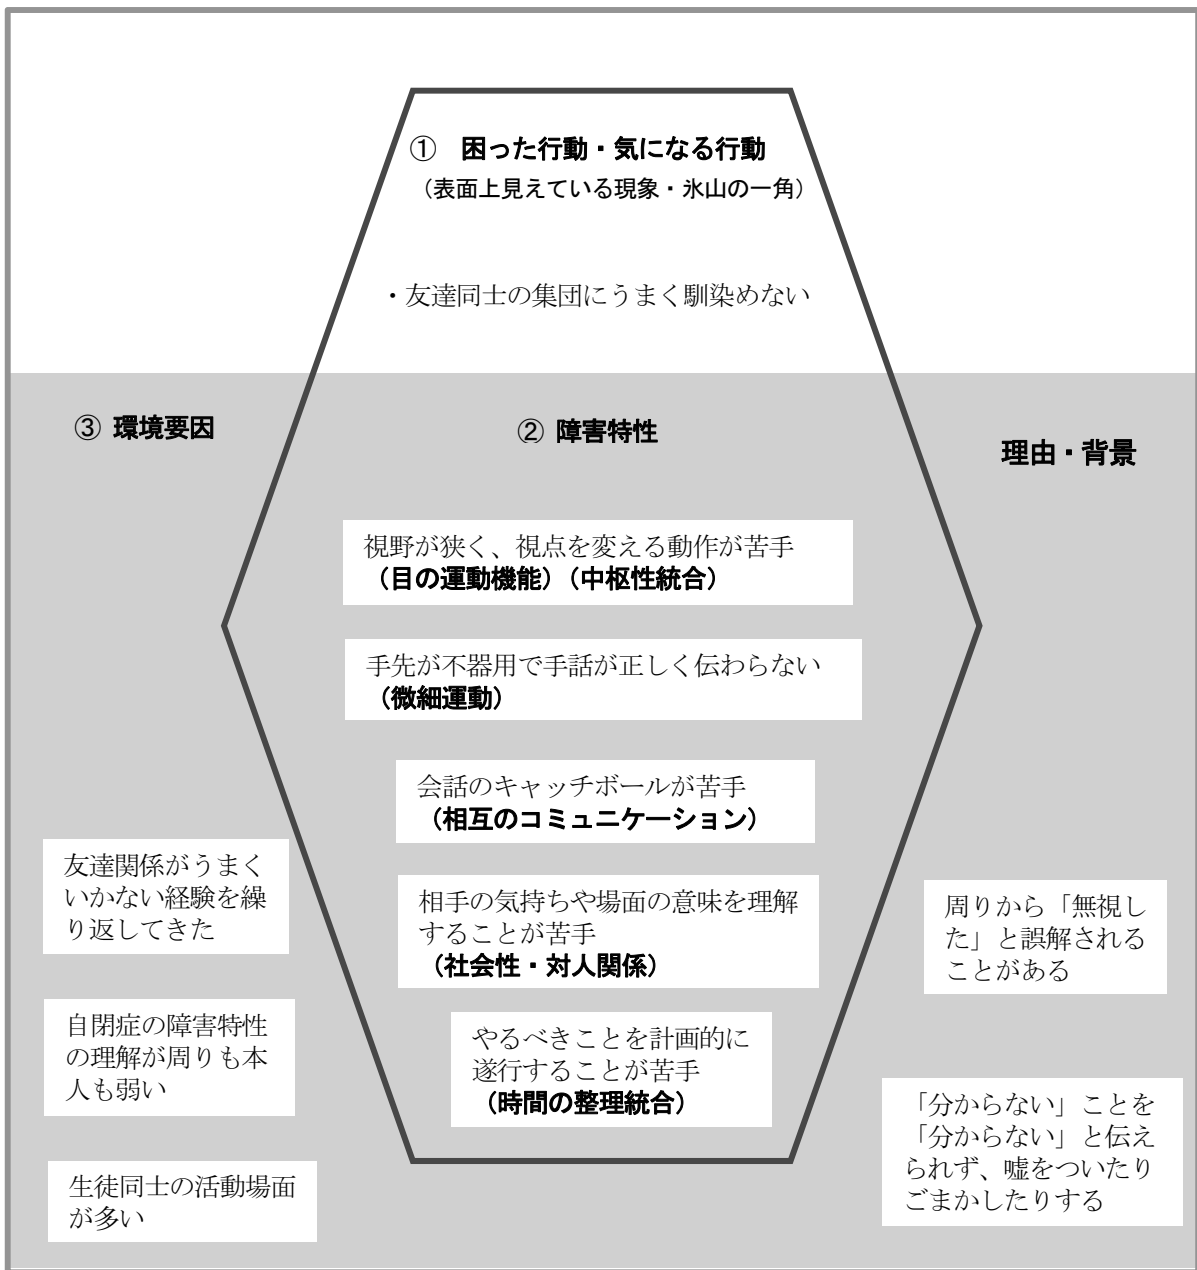 ① 困った行動・気になる行動
（表面上見えている現象・氷山の一角）
・友達同士の集団にうまく馴染めない
③ 環境要因
② 障害特性
理由・背景
視野が狭く、視点を変える動作が苦手
（目の運動機能）（中枢性統合）
手先が不器用で手話が正しく伝わらない
（微細運動）
会話のキャッチボールが苦手
（相互のコミュニケーション）
相手の気持ちや場面の意味を理解
することが苦手
（社会性・対人関係）
やるべきことを計画的に
遂行することが苦手
（時間の整理統合）
友達関係がうまく
いかない経験を繰
り返してきた
自閉症の障害特性
の理解が周りも本
人も弱い
生徒同士の活動場面
が多い
周りから「無視し
た」と誤解される
ことがある
「分からない」ことを
「分からない」と伝え
られず、嘘をついたり
ごまかしたりする